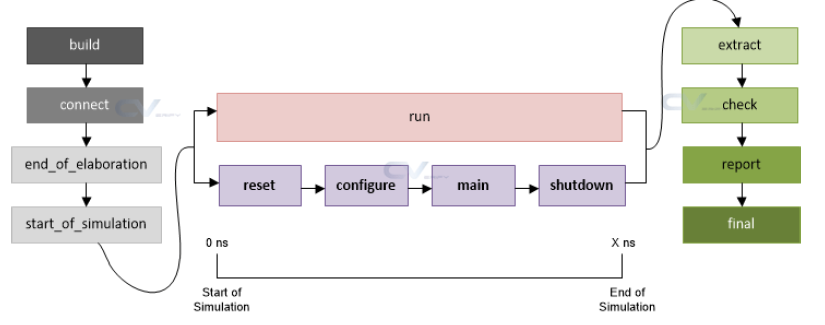 build
connect
end_of_elaboration
start_of_simulation
run
reset
configure
main
shutdown
0 ns
X ns
Start of
Simulation
End of
Simulation
extract
check
report
final